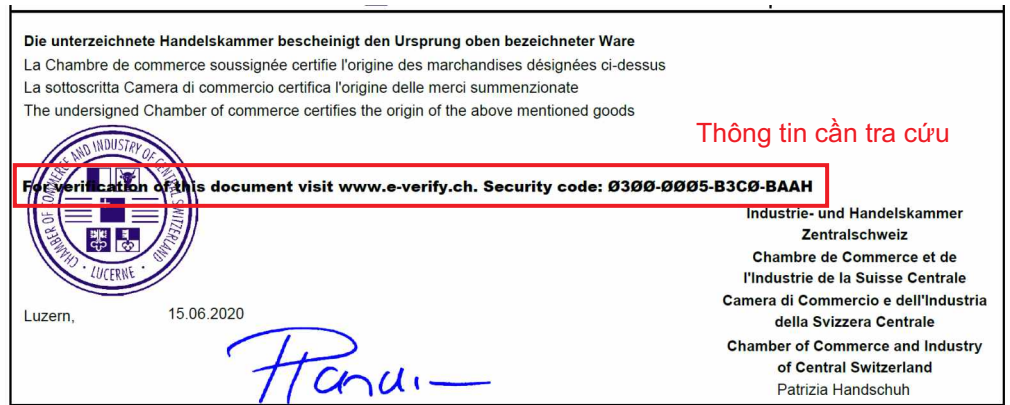 Die unterzeichnete Handelskammer bescheinigt den Ursprung oben bezeichneter Ware
La Chambre de commerce soussignée certifie l'origine des marchandises désignées ci-dessus
La sottoscritta Camera di commercio certifica l'origine delle merci summenzionate
The undersigned Chamber of commerce certifies the origin of the above mentioned goods
Thông tin cần tra cứu
CHAMBER OF COMMERCE AND INDUSTRY OF CENTRAL SWITZERLAND
· LUCERNE ·
For verification of this document visit www.e-verify.ch. Security code: Ø3ØØ-ØØØ5-B3CØ-BAAH
Industrie- und Handelskammer
Zentralschweiz
Chambre de Commerce et de
l'Industrie de la Suisse Centrale
Camera di Commercio e dell'Industria
della Svizzera Centrale
Chamber of Commerce and Industry
of Central Switzerland
Patrizia Handschuh
Luzern, 15.06.2020